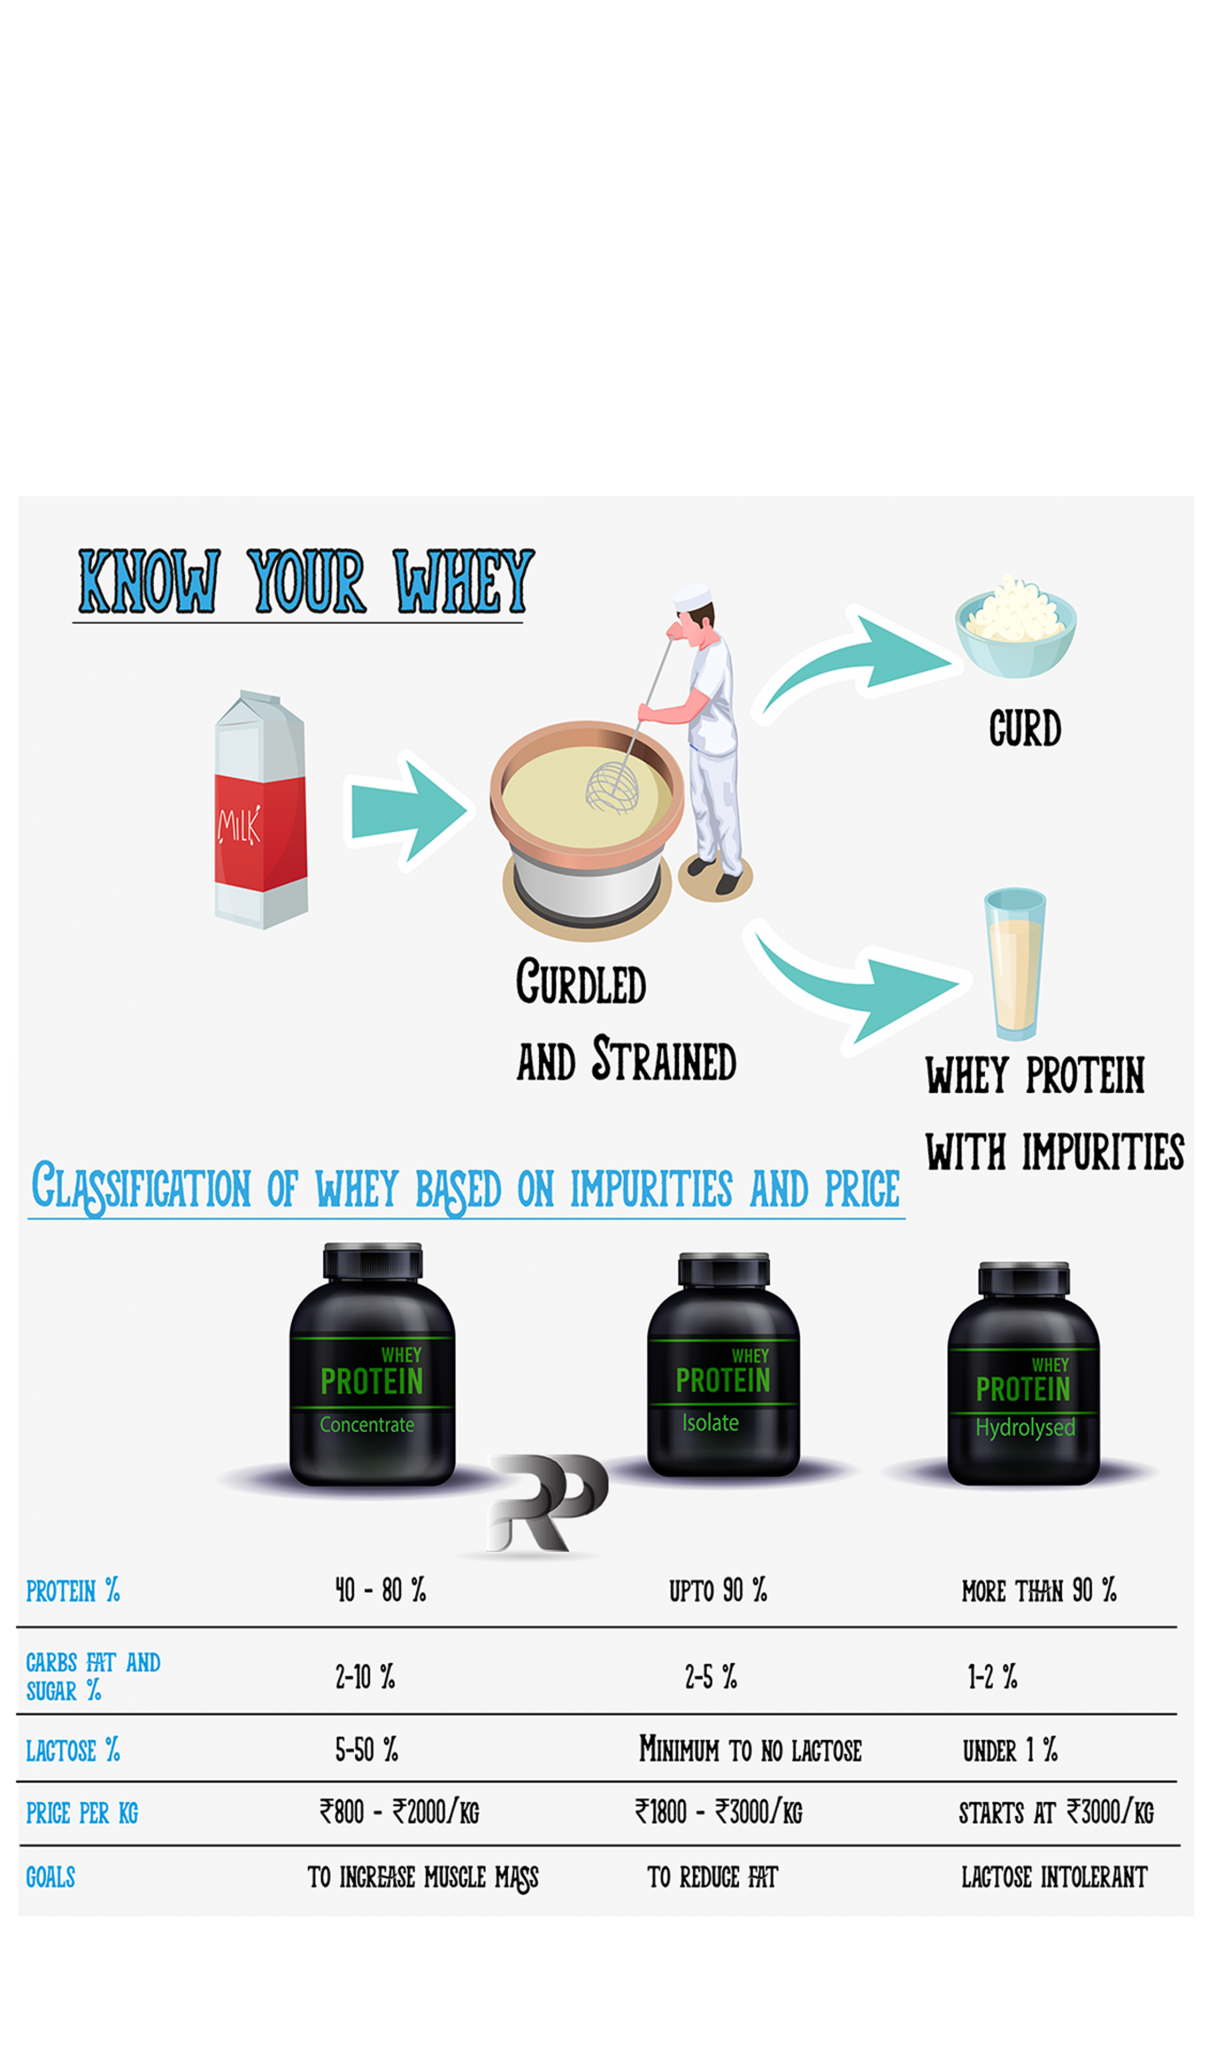 KNOW YOUR WHEY
MILK
CURD
CURDLED
AND STRAINED
WHEY PROTEIN
WITH IMPURITIES
CLASSIFICATION OF WHEY BASED ON IMPURITIES AND PRICE
WHEY
PROTEIN
Concentrate
WHEY
PROTEIN
Isolate
WHEY
PROTEIN
Hydrolysed
RP
PROTEIN % 40 - 80 % UPTO 90 % MORE THAN 90 %
CARBS FAT AND
SUGAR % 2-10 % 2-5 % 1-2 %
LACTOSE % 5-50 % MINIMUM TO NO LACTOSE UNDER 1 %
PRICE PER KG ₹800 - ₹2000/KG ₹1800 - ₹3000/KG STARTS AT ₹3000/KG
GOALS TO INCREASE MUSCLE MASS TO REDUCE FAT LACTOSE INTOLERANT